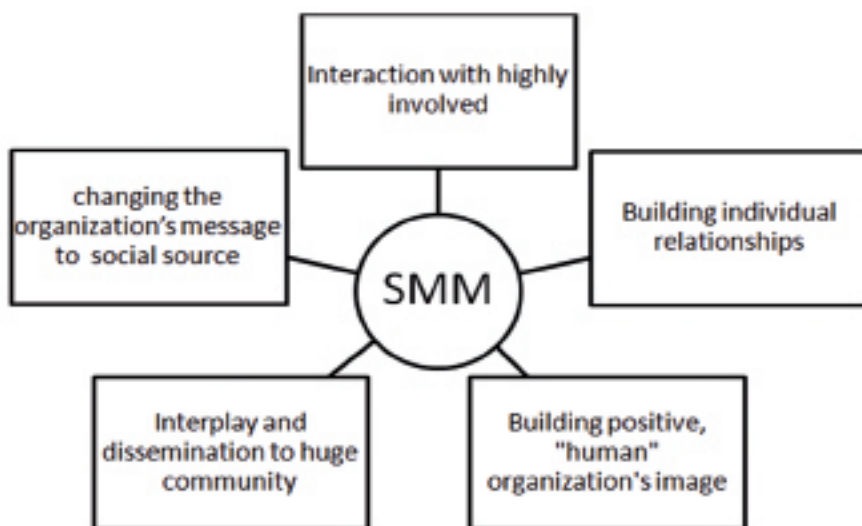 Interaction with highly
involved
changing the
organization's message
to social source
Building individual
relationships
SMM
Interplay and
dissemination to huge
community
Building positive,
"human"
organization's image